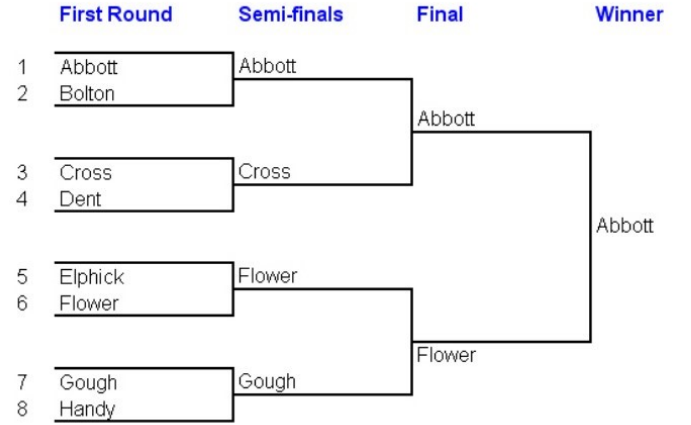 First Round Semi-finals Final Winner
1 Abbott Abbott
2 Bolton
Abbott
3 Cross Cross
4 Dent
Abbott
5 Elphick Flower
6 Flower
Flower
7 Gough Gough
8 Handy